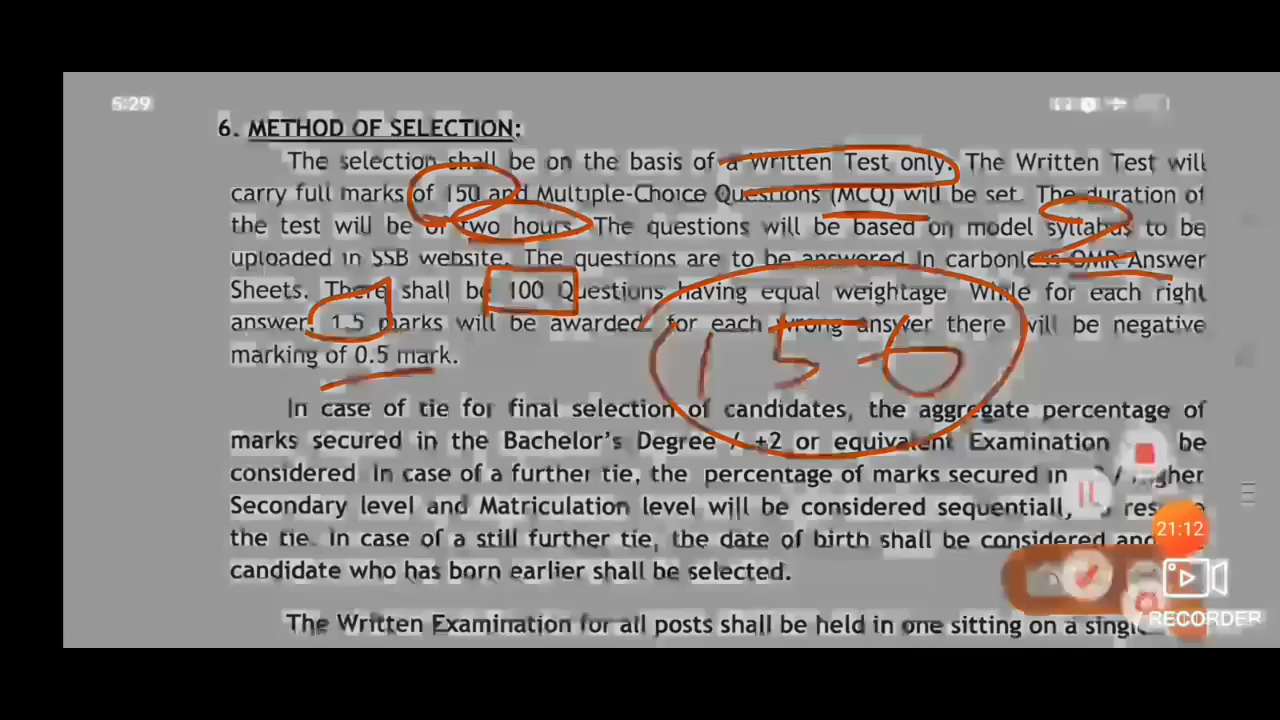 5:29
6. METHOD OF SELECTION:
The selection shall be on the basis of a Written Test only. The Written Test will
carry full marks of 150 and Multiple-Choice Questions (MCQ) will be set. The duration of
the test will be of two hours. The questions will be based on model syllabus to be
uploaded in SSB website. The questions are to be answered in carbonless OMR Answer
2
Sheets. There shall be 100 Questions having equal weightage. While for each right
answer, 1.5 marks will be awarded, for each wrong answer there will be negative
marking of 0.5 mark.
150
In case of tie for final selection of candidates, the aggregate percentage of
marks secured in the Bachelor's Degree / +2 or equivalent Examination be
considered. In case of a further tie, the percentage of marks secured in
Secondary level and Matriculation level will be considered sequentially,
the tie. In case of a still further tie, the date of birth shall be considered and
candidate who has born earlier shall be selected.
The Written Examination for all posts shall be held in one sitting on a single
21:12
RECORDER